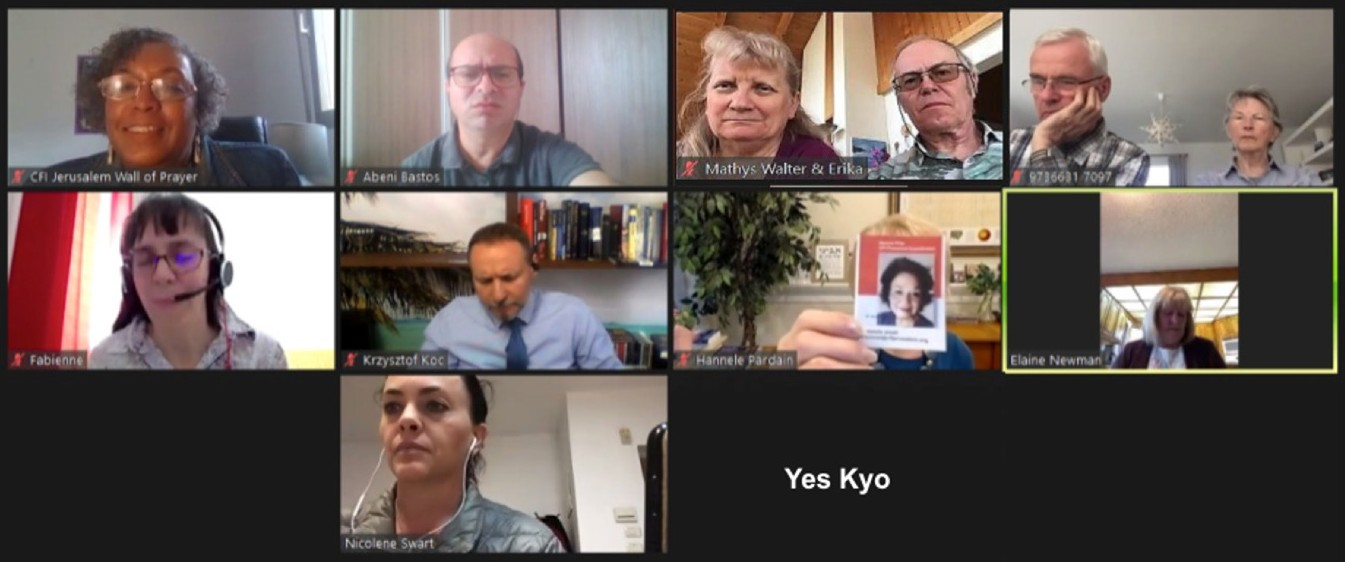 CFI Jerusalem Wall of Prayer
Abeni Bastos
Mathys Walter & Erika
9786631 7097
Fabienne
Krzysztof Koc
Hannele Pardain
Elaine Newman
Nicolene Swart
Yes Kyo